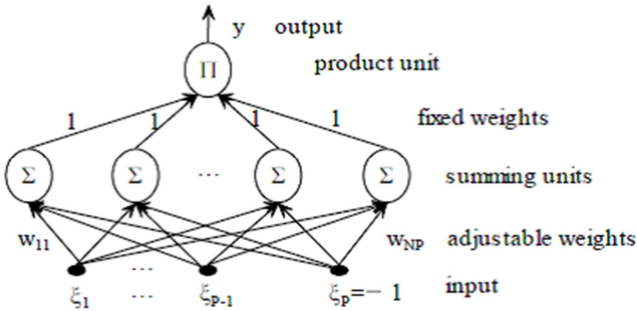 y output
Π product unit
1 1 1 1 fixed weights
Σ Σ ... Σ Σ summing units
w11 wNP adjustable weights
...
ξ1 ... ξP-1 ξP=− 1 input